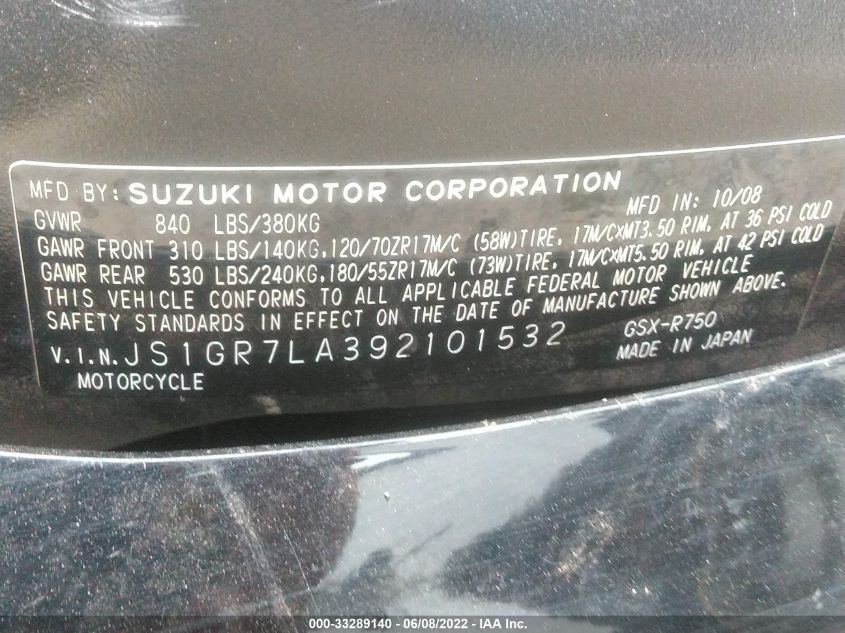 MFD BY: SUZUKI MOTOR CORPORATION MFD IN: 10/08
GVWR 840 LBS/380KG
GAWR FRONT 310 LBS/140KG,120/70ZR17M/C (58W)TIRE, 17M/CXMT3.50 RIM, AT 36 PSI COLD
GAWR REAR 530 LBS/240KG,180/55ZR17M/C (73W)TIRE, 17M/CXMT5.50 RIM, AT 42 PSI COLD
THIS VEHICLE CONFORMS TO ALL APPLICABLE FEDERAL MOTOR VEHICLE
SAFETY STANDARDS IN EFFECT ON THE DATE OF MANUFACTURE SHOWN ABOVE.
V.I.N.JS1GR7LA392101532 GSX-R750
MOTORCYCLE MADE IN JAPAN
000-33289140 - 06/08/2022 - IAA Inc.